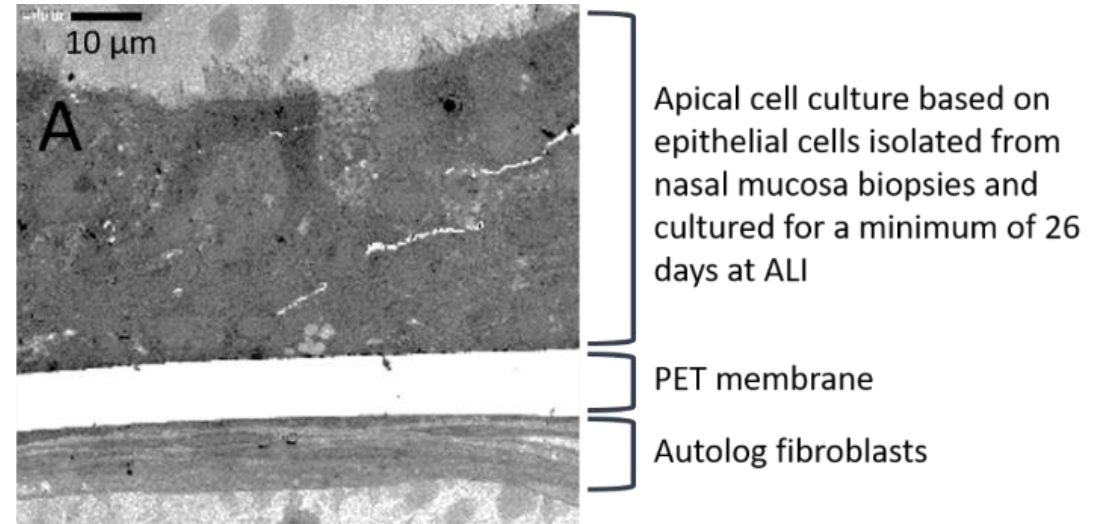 10 µm
A
Apical cell culture based on
epithelial cells isolated from
nasal mucosa biopsies and
cultured for a minimum of 26
days at ALI
PET membrane
Autolog fibroblasts